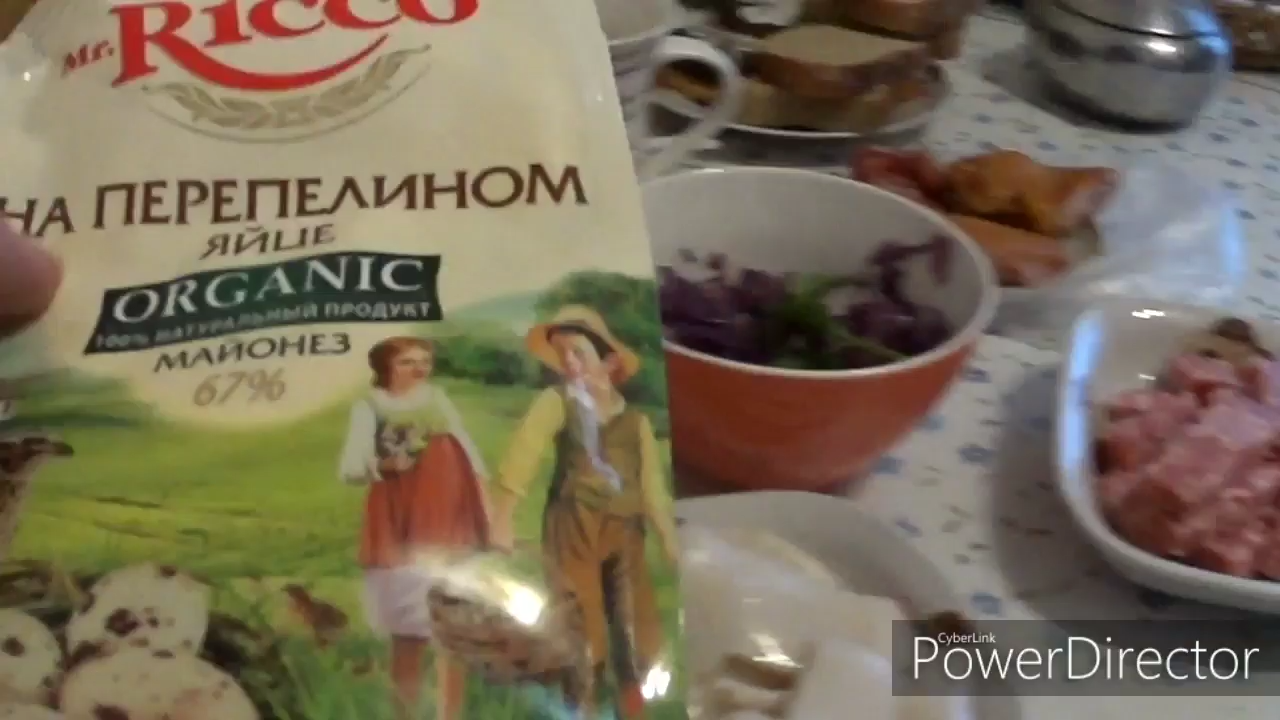 Mr. Ricco
НА ПЕРЕПЕЛИНОМ
ЯЙЦЕ
ORGANIC
100% НАТУРАЛЬНЫЙ ПРОДУКТ
МАЙОНЕЗ
67%
CyberLink
PowerDirector